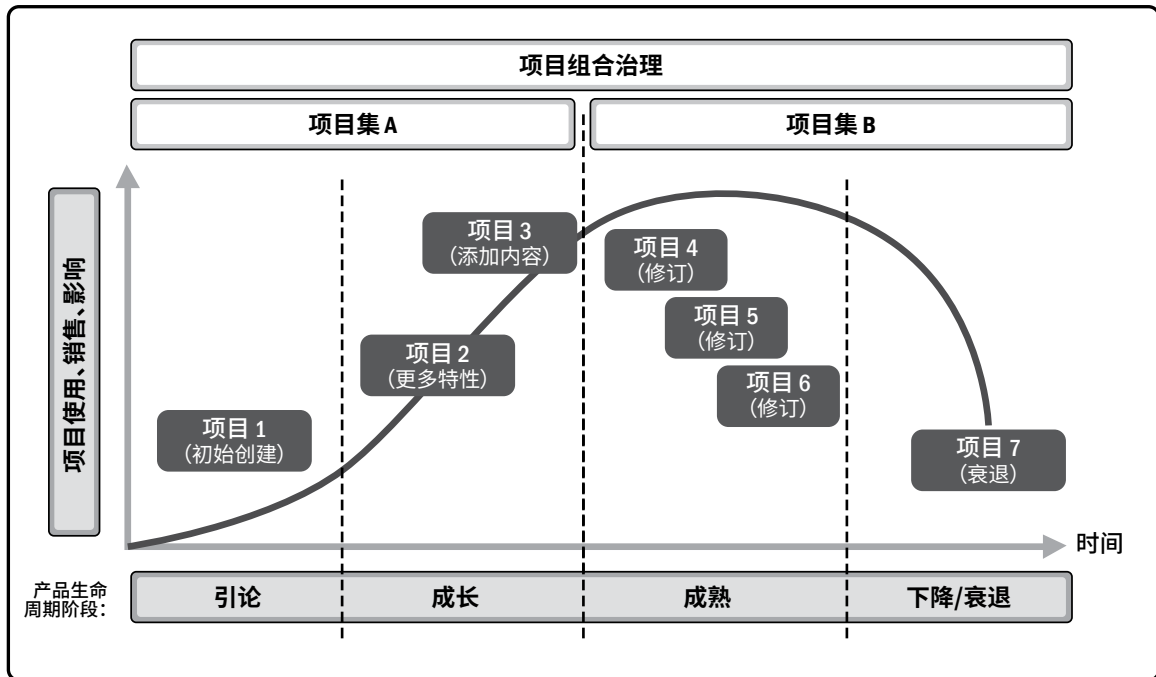 项目组合治理
项目集 A
项目集 B
项目使用、销售、影响
项目 3
（添加内容）
项目 4
（修订）
项目 5
（修订）
项目 2
（更多特性）
项目 6
（修订）
项目 1
（初始创建）
项目 7
（衰退）
时间
产品生命
周期阶段：
引论
成长
成熟
下降/衰退